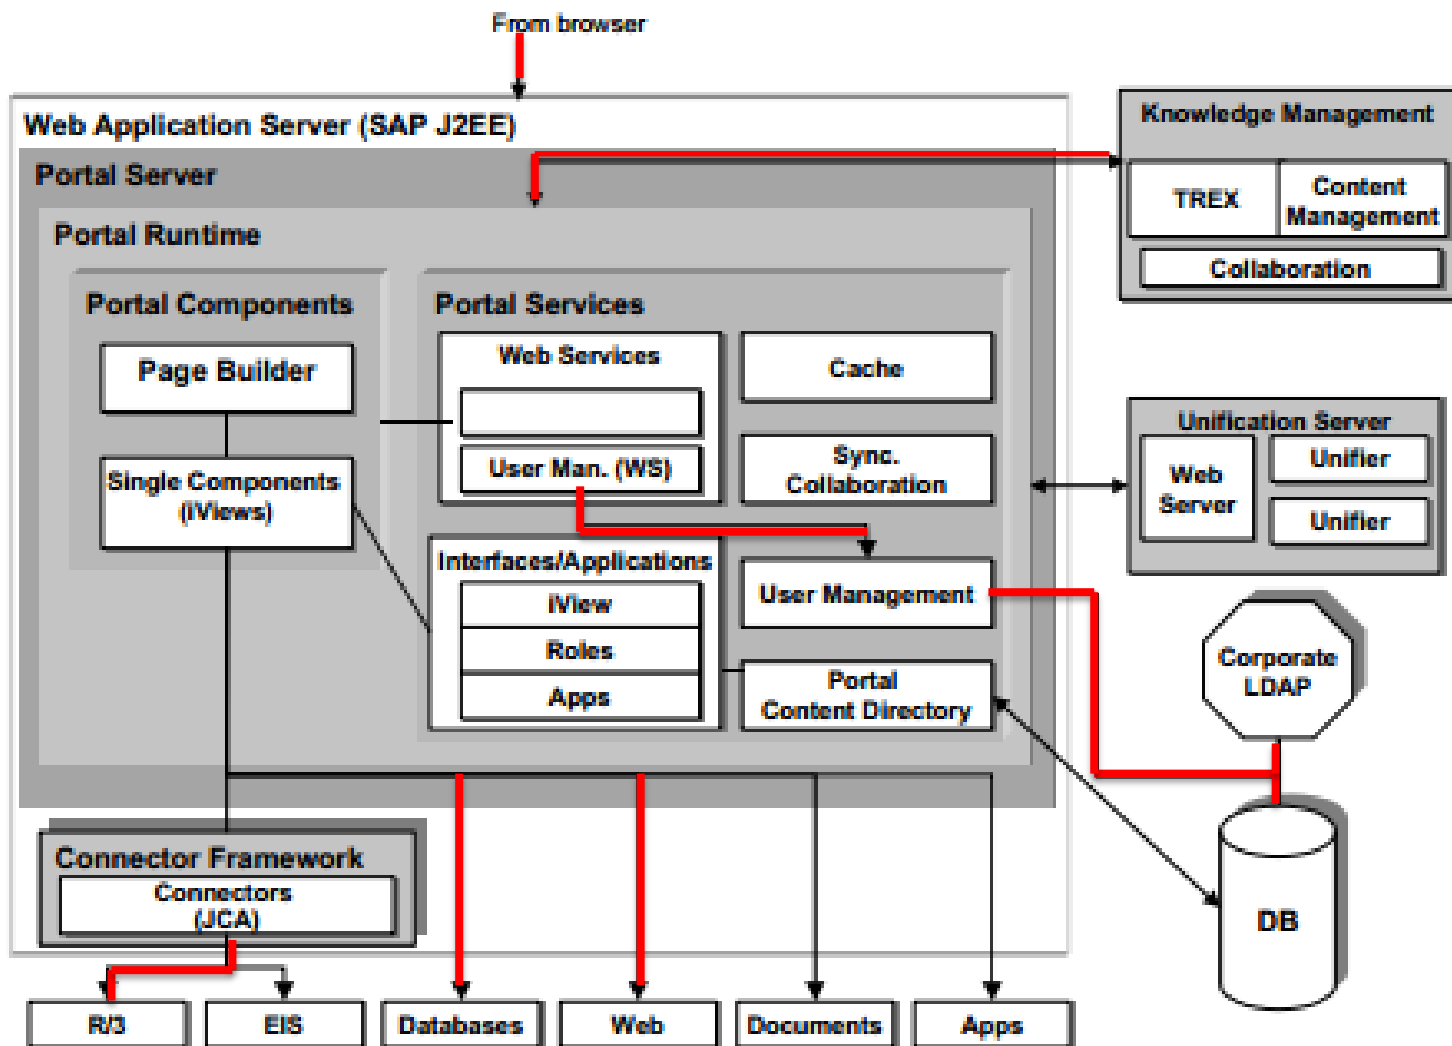 From browser
Web Application Server (SAP J2EE)
Portal Server
Portal Runtime
Portal Components
Page Builder
Single Components
(iViews)
Portal Services
Web Services
User Man. (WS)
Cache
Sync.
Collaboration
Interfaces/Applications
iView
Roles
Apps
User Management
Portal
Content Directory
Knowledge Management
TREX
Content
Management
Collaboration
Unification Server
Web
Server
Unifier
Unifier
Corporate
LDAP
DB
Connector Framework
Connectors
(JCA)
R/3
EIS
Databases
Web
Documents
Apps